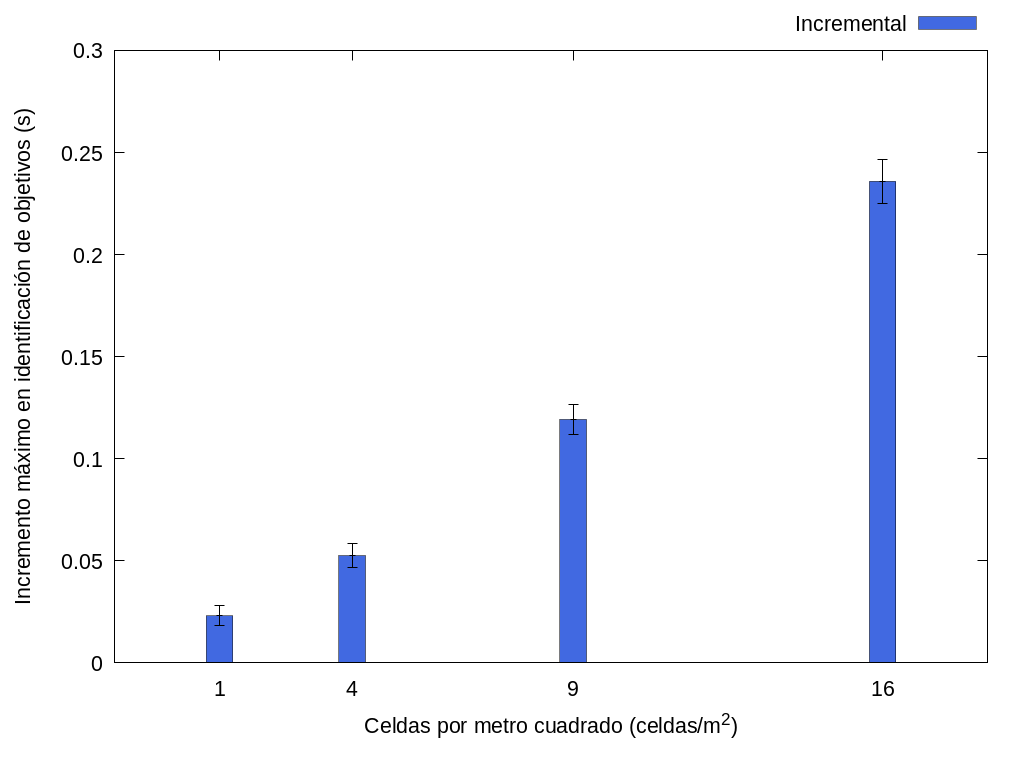 Incremental
0.3
0.25
0.2
0.15
0.1
0.05
0
Incremento máximo en identificación de objetivos (s)
1 4 9 16
Celdas por metro cuadrado (celdas/m²)